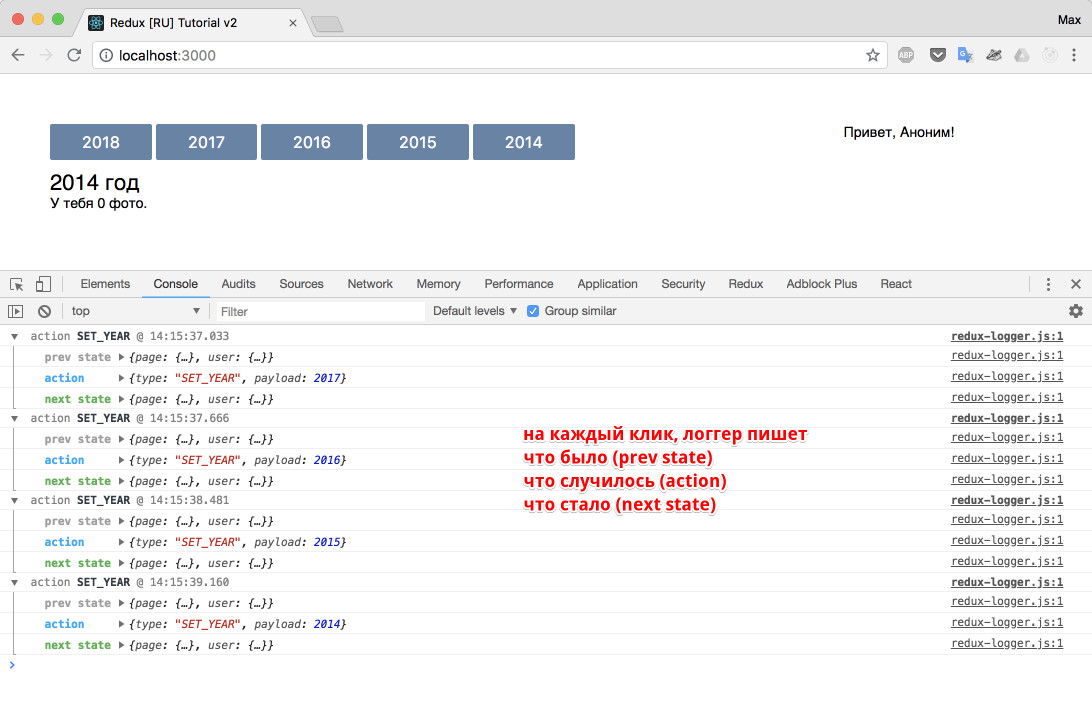 Redux [RU] Tutorial v2
Max
localhost:3000
ABP
2018 2017 2016 2015 2014
Привет, Аноним!
2014 год
У тебя 0 фото.
Elements Console Audits Sources Network Memory Performance Application Security Redux Adblock Plus React
top Filter Default levels Group similar
action SET_YEAR @ 14:15:37.033 redux-logger.js:1
prev state {page: {…}, user: {…}} redux-logger.js:1
action {type: "SET_YEAR", payload: 2017} redux-logger.js:1
next state {page: {…}, user: {…}} redux-logger.js:1
action SET_YEAR @ 14:15:37.666 redux-logger.js:1
prev state {page: {…}, user: {…}} redux-logger.js:1
action {type: "SET_YEAR", payload: 2016} redux-logger.js:1
next state {page: {…}, user: {…}} redux-logger.js:1
action SET_YEAR @ 14:15:38.481 redux-logger.js:1
prev state {page: {…}, user: {…}} redux-logger.js:1
action {type: "SET_YEAR", payload: 2015} redux-logger.js:1
next state {page: {…}, user: {…}} redux-logger.js:1
action SET_YEAR @ 14:15:39.160 redux-logger.js:1
prev state {page: {…}, user: {…}} redux-logger.js:1
action {type: "SET_YEAR", payload: 2014} redux-logger.js:1
next state {page: {…}, user: {…}} redux-logger.js:1
на каждый клик, логгер пишет
что было (prev state)
что случилось (action)
что стало (next state)